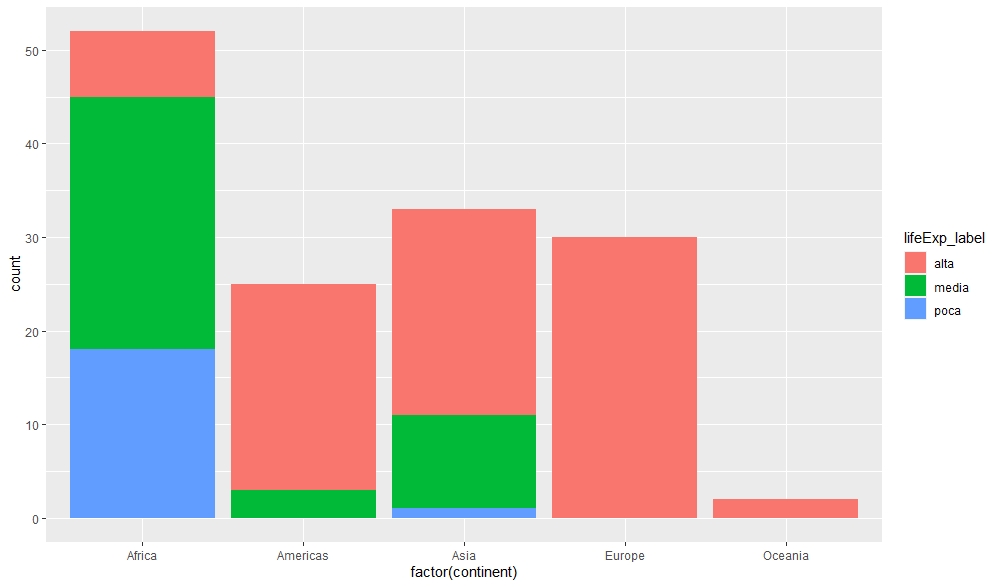 50
40
30
20
10
0
count
Africa Americas Asia Europe Oceania
factor(continent)
lifeExp_label
alta
media
poca